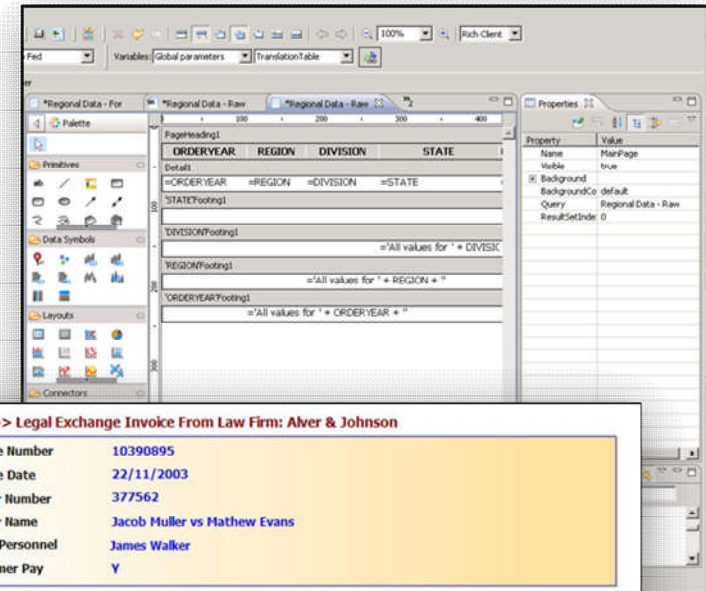 100% Rich Client
Fed Variables: Global parameters TranslationTable
er
*Regional Data - For *Regional Data - Raw *Regional Data - Raw Properties
Palette
100 200 300 400
PageHeading1
Property Value
ORDERYEAR REGION DIVISION STATE
Name MainPage
Primitives
Detail1
Visible true
=ORDERYEAR =REGION =DIVISION =STATE
Background
'STATE'Footing1
BackgroundCo default
Query Regional Data - Raw
Data Symbols
'DIVISION'Footing1
ResultSetInde: 0
='All values for ' + DIVISIC
'REGION'Footing1
='All values for ' + REGION + ''
'ORDERYEAR'Footing1
Layouts
='All values for ' + ORDERYEAR + ''
Connectors
> Legal Exchange Invoice From Law Firm: Alver & Johnson
e Number 10390895
e Date 22/11/2003
r Number 377562
r Name Jacob Muller vs Mathew Evans
Personnel James Walker
ner Pay Y